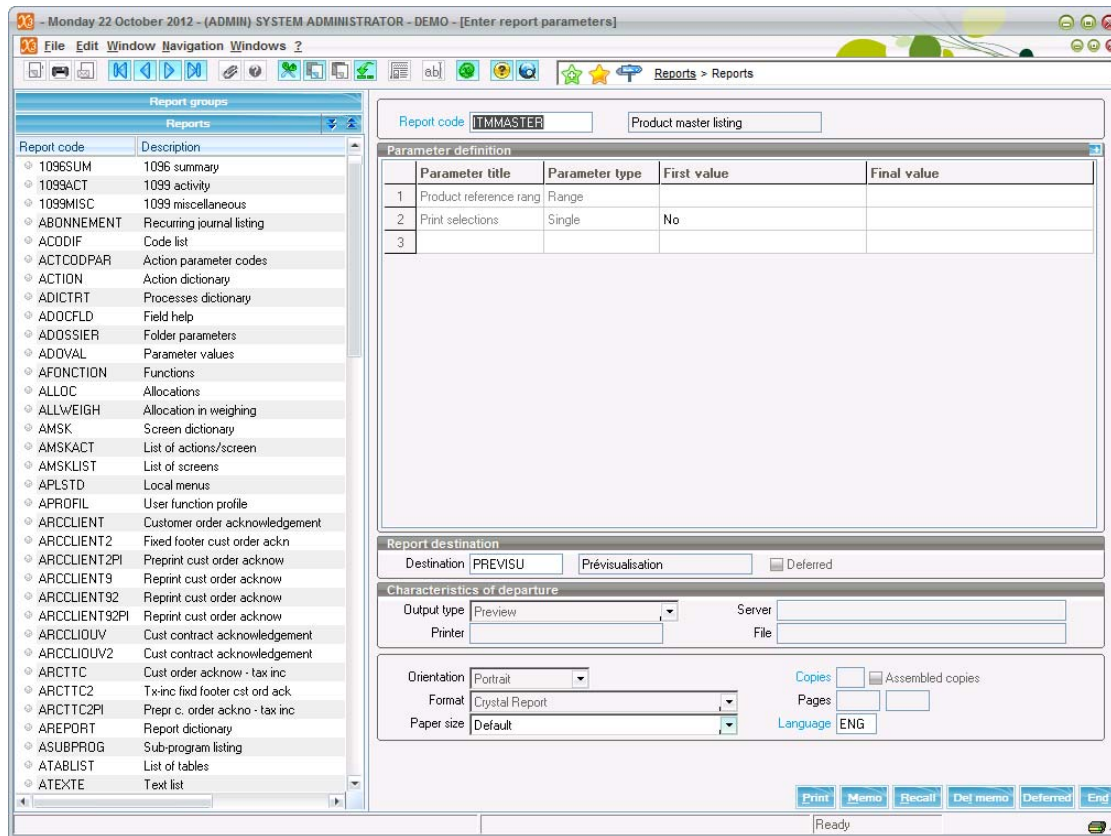 - Monday 22 October 2012 - (ADMIN) SYSTEM ADMINISTRATOR - DEMO - [Enter report parameters]
File Edit Window Navigation Windows ?
Reports > Reports
Report groups
Reports
Report code Description
1096SUM 1096 summary
1099ACT 1099 activity
1099MISC 1099 miscellaneous
ABONNEMENT Recurring journal listing
ACODIF Code list
ACTCODPAR Action parameter codes
ACTION Action dictionary
ADICTRT Processes dictionary
ADOCFLD Field help
ADOSSIER Folder parameters
ADOVAL Parameter values
AFONCTION Functions
ALLOC Allocations
ALLWEIGH Allocation in weighing
AMSK Screen dictionary
AMSKACT List of actions/screen
AMSKLIST List of screens
APLSTD Local menus
APROFIL User function profile
ARCCLIENT Customer order acknowledgement
ARCCLIENT2 Fixed footer cust order ackn
ARCCLIENT2PI Preprint cust order acknow
ARCCLIENT9 Reprint cust order acknow
ARCCLIENT92 Reprint cust order acknow
ARCCLIENT92PI Reprint cust order acknow
ARCCLIOUV Cust contract acknowledgement
ARCCLIOUV2 Cust contract acknowledgement
ARCTTC Cust order acknow - tax inc
ARCTTC2 Tx-inc fixd footer cst ord ack
ARCTTC2PI Prepr c. order ackno - tax inc
AREPORT Report dictionary
ASUBPROG Sub-program listing
ATABLIST List of tables
ATEXTE Text list
Report code ITMMASTER Product master listing
Parameter definition
Parameter title Parameter type First value Final value
1 Product reference rang Range
2 Print selections Single No
3
Report destination
Destination PREVISU Prévisualisation Deferred
Characteristics of departure
Output type Preview Server
Printer File
Orientation Portrait Copies Assembled copies
Format Crystal Report Pages
Paper size Default Language ENG
Print Memo Recall Del memo Deferred End
Ready